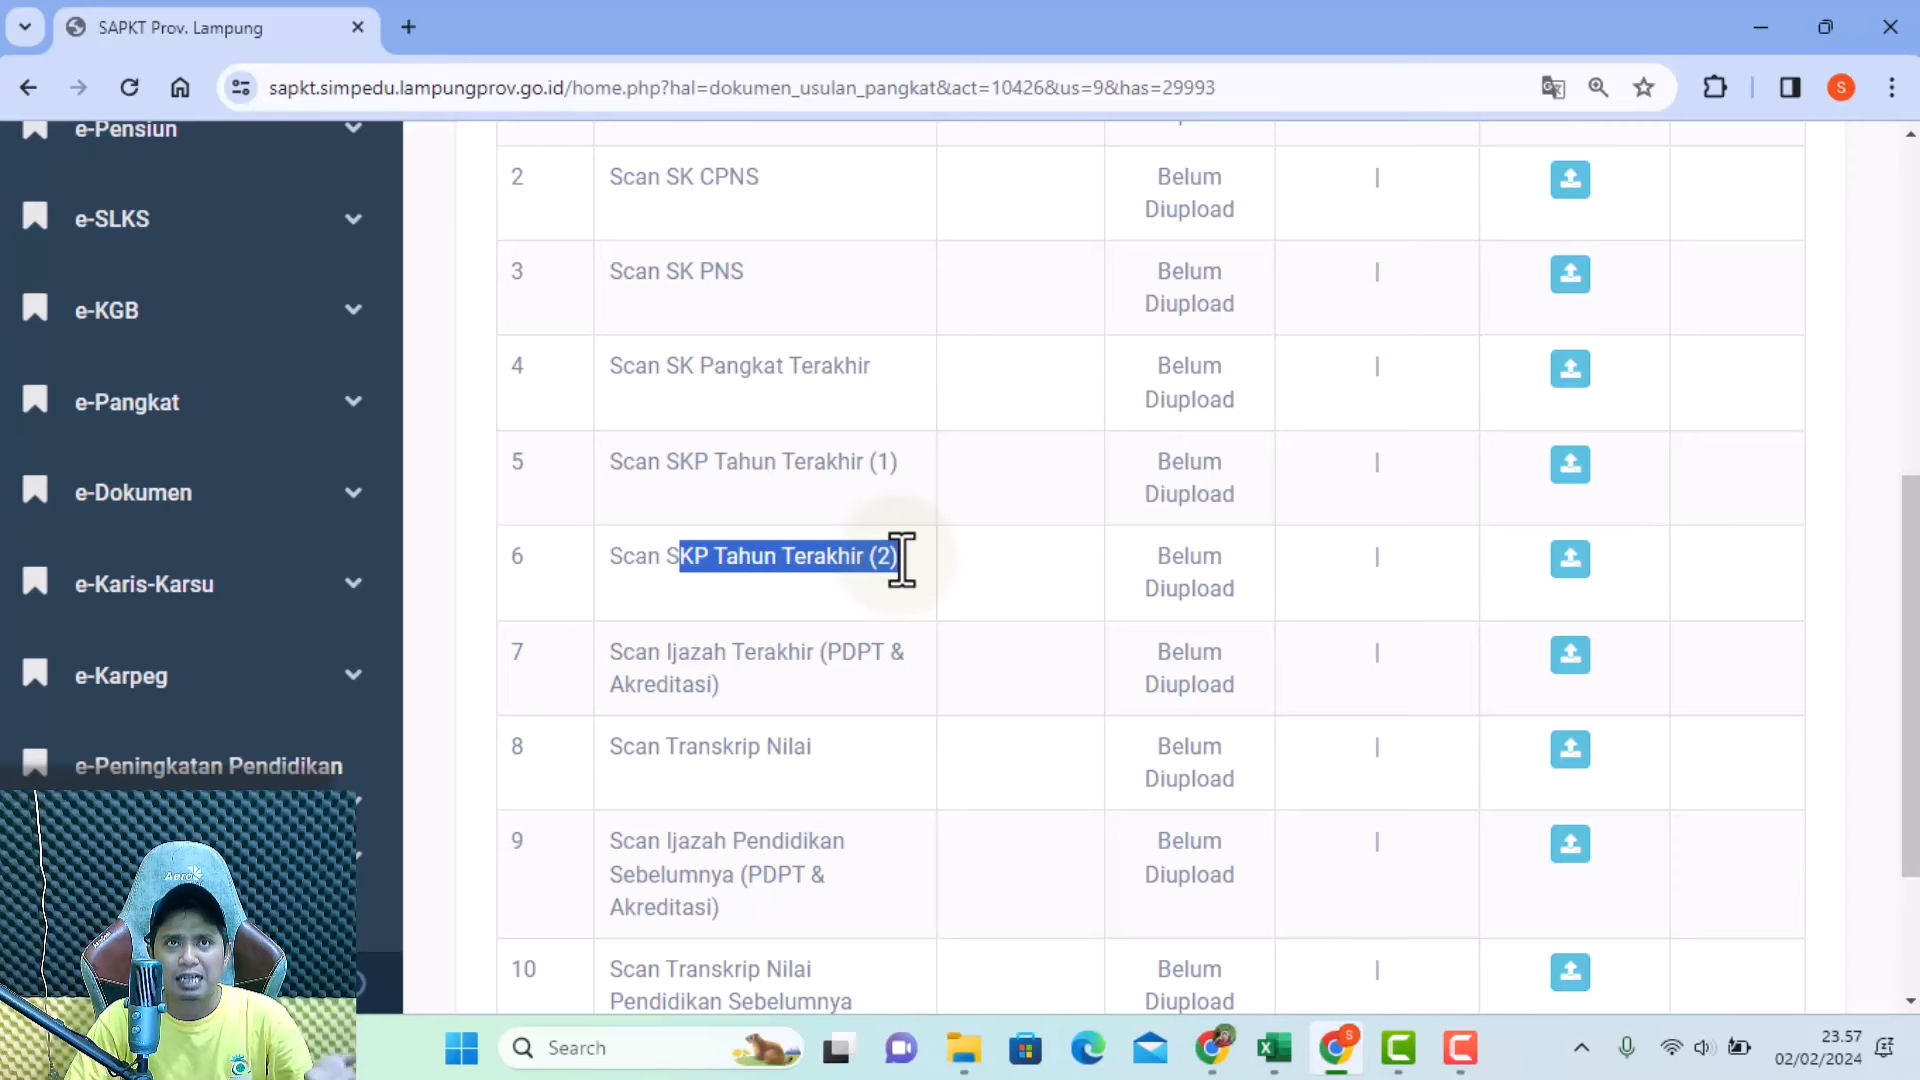 SAPKT Prov. Lampung
sapkt.simpedu.lampungprov.go.id/home.php?hal=dokumen_usulan_pangkat&act=10426&us=9&has=29993
S
e-Pensiun
e-SLKS
e-KGB
e-Pangkat
e-Dokumen
e-Karis-Karsu
e-Karpeg
e-Peningkatan Pendidikan
2 Scan SK CPNS Belum |
Diupload
3 Scan SK PNS Belum |
Diupload
4 Scan SK Pangkat Terakhir Belum |
Diupload
5 Scan SKP Tahun Terakhir (1) Belum |
Diupload
6 Scan SKP Tahun Terakhir (2) Belum |
Diupload
7 Scan Ijazah Terakhir (PDPT & Belum |
Akreditasi) Diupload
8 Scan Transkrip Nilai Belum |
Diupload
9 Scan Ijazah Pendidikan Belum |
Sebelumnya (PDPT & Diupload
Akreditasi)
10 Scan Transkrip Nilai Belum |
Pendidikan Sebelumnya Diupload
Aero
Search
S
23.57
02/02/2024